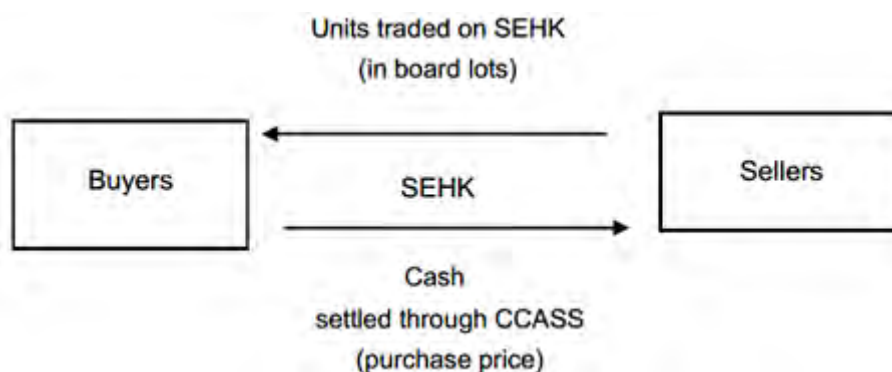 Units traded on SEHK
(in board lots)
Buyers
SEHK
Sellers
Cash
settled through CCASS
(purchase price)